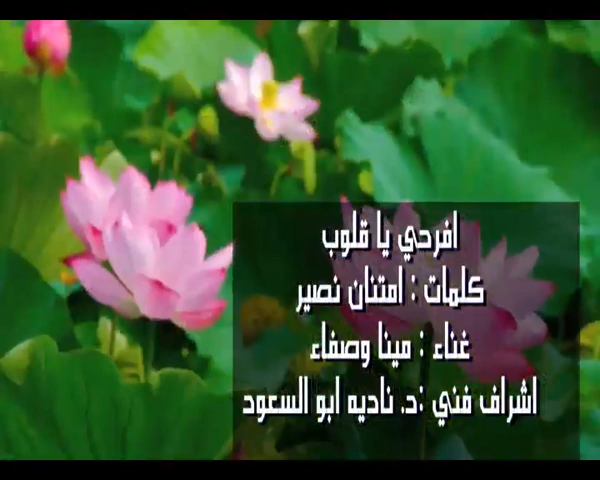 افرحي يا قلوب
كلمات : امتنان نصير
غناء : مينا وصفاء
اشراف فني :د. ناديه ابو السعود